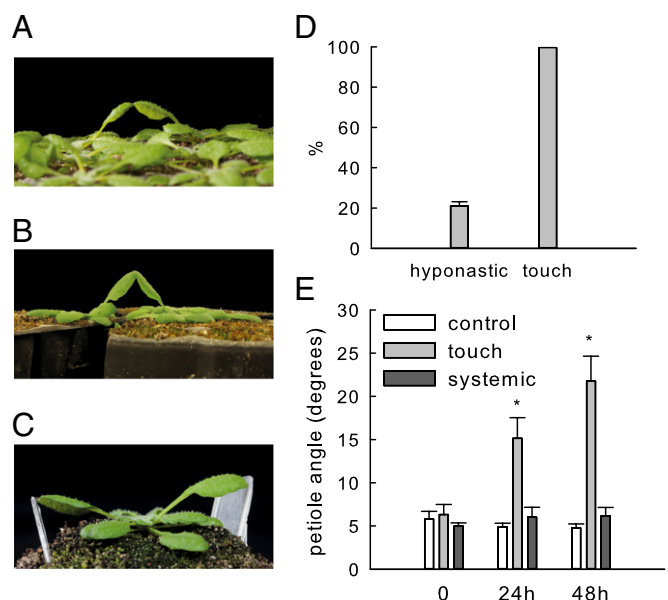 A
B
C
D
100
80
60
40
20
0
%
hyponastic touch
E
30
25
20
15
10
5
0
petiole angle (degrees)
control
touch
systemic
*
*
0 24h 48h